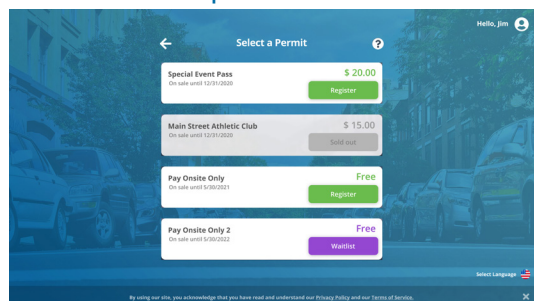 Hello, Jim
Select a Permit
?
Special Event Pass
$ 20.00
On sale until 12/31/2020
Register
Main Street Athletic Club
$ 15.00
On sale until 12/31/2020
Sold out
Pay Onsite Only
Free
On sale until 5/30/2021
Register
Pay Onsite Only 2
Free
On sale until 5/30/2022
Waitlist
Select Language
By using our site, you acknowledge that you have read and understand our Privacy Policy and our Terms of Service.